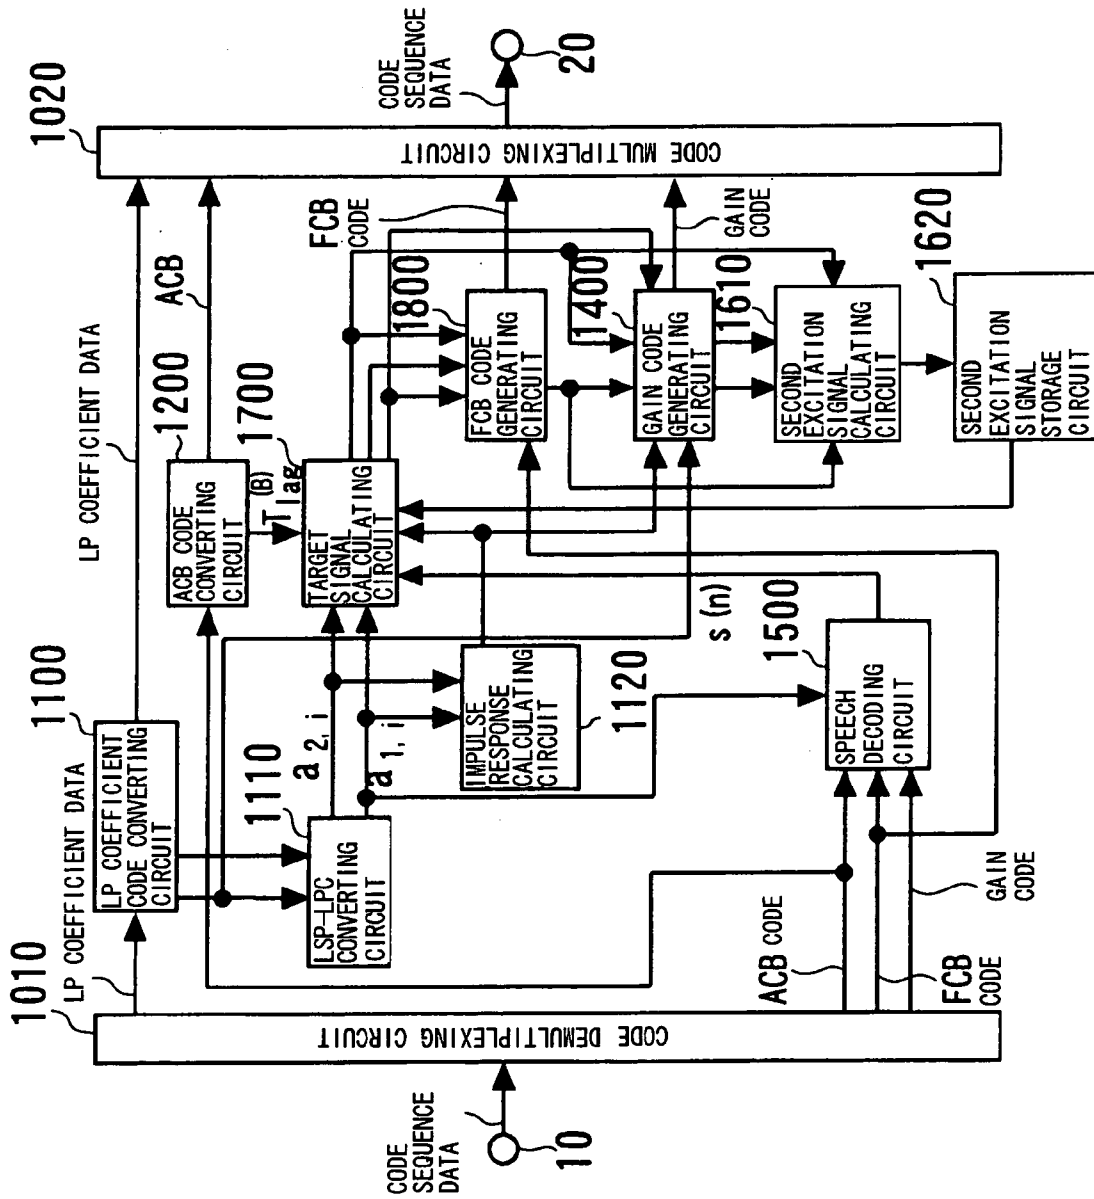 CODE
SEQUENCE
DATA
10
1010
CODE DEMULTIPLEXING CIRCUIT
LP COEFFICIENT DATA
1100
LP COEFFICIENT
CODE CONVERTING
CIRCUIT
LP COEFFICIENT DATA
1110
LSP-LPC
CONVERTING
CIRCUIT
a2, i
a1, i
1200
ACB CODE
CONVERTING
CIRCUIT
ACB
Tlag(B)
1700
TARGET
SIGNAL
CALCULATING
CIRCUIT
IMPULSE
RESPONSE
CALCULATING
CIRCUIT
1120
s(n)
1500
SPEECH
DECODING
CIRCUIT
ACB CODE
FCB
CODE
GAIN
CODE
1800
FCB CODE
GENERATING
CIRCUIT
FCB
CODE
1400
GAIN CODE
GENERATING
CIRCUIT
GAIN
CODE
1610
SECOND
EXCITATION
SIGNAL
CALCULATING
CIRCUIT
1620
SECOND
EXCITATION
SIGNAL
STORAGE
CIRCUIT
1020
CODE MULTIPLEXING CIRCUIT
CODE
SEQUENCE
DATA
20